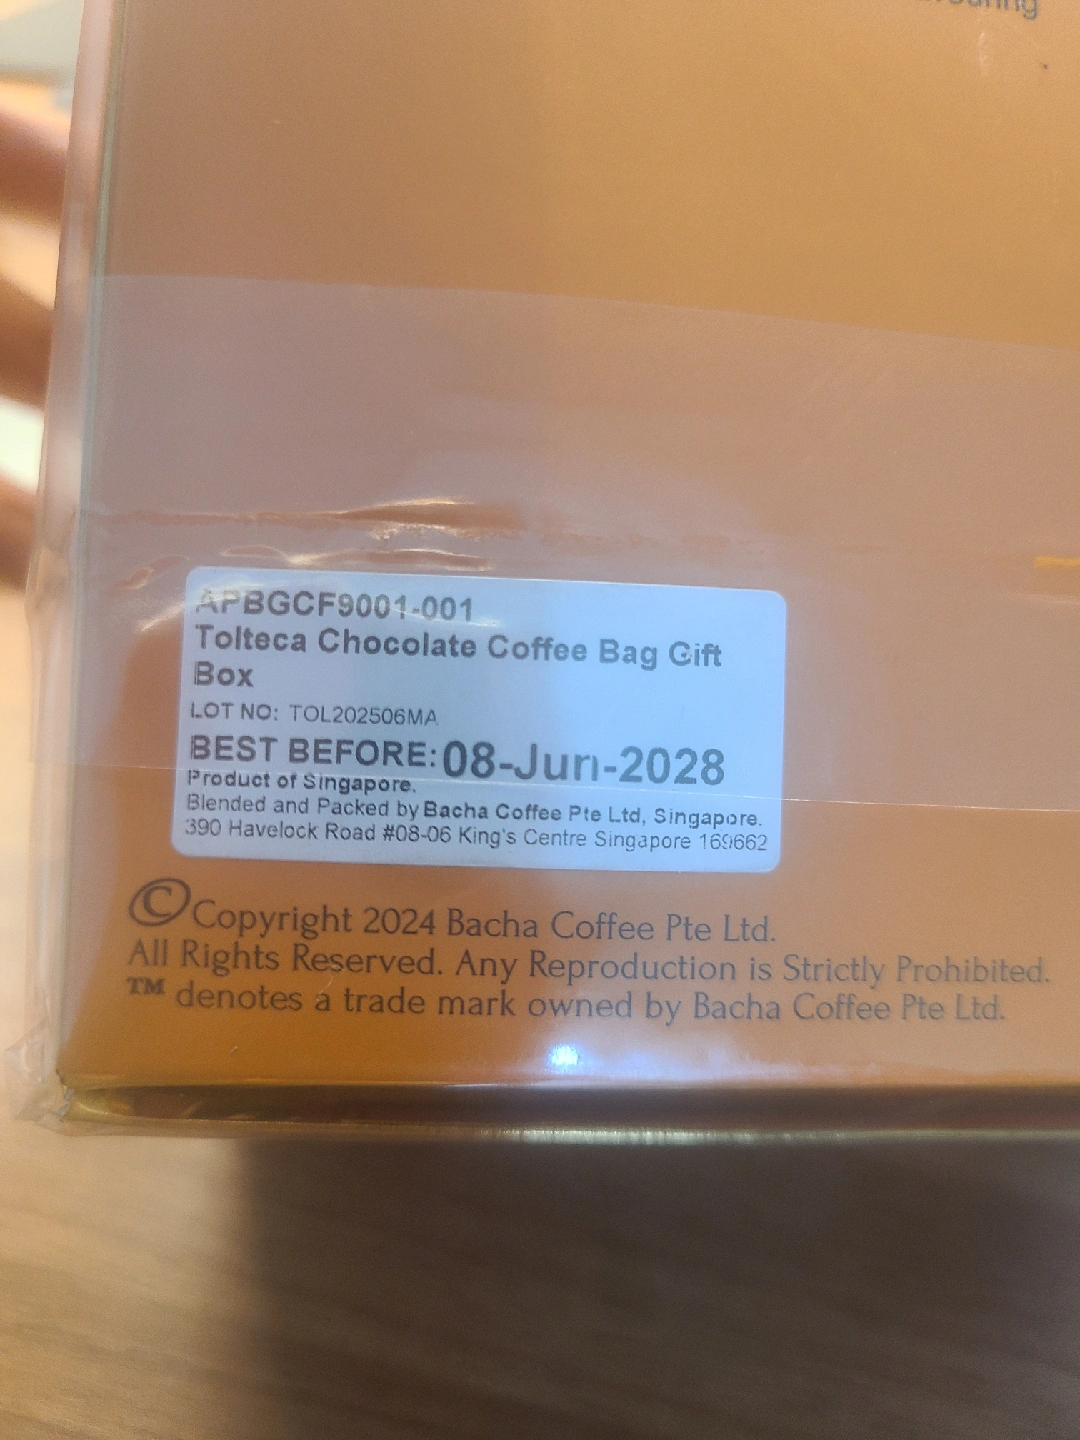 APBGCF9001-001
Tolteca Chocolate Coffee Bag Gift
Box
LOT NO: TOL202506MA
BEST BEFORE: 08-Jun-2028
Product of Singapore.
Blended and Packed by Bacha Coffee Pte Ltd, Singapore.
390 Havelock Road #08-06 King's Centre Singapore 169662
©Copyright 2024 Bacha Coffee Pte Ltd.
All Rights Reserved. Any Reproduction is Strictly Prohibited.
™ denotes a trade mark owned by Bacha Coffee Pte Ltd.